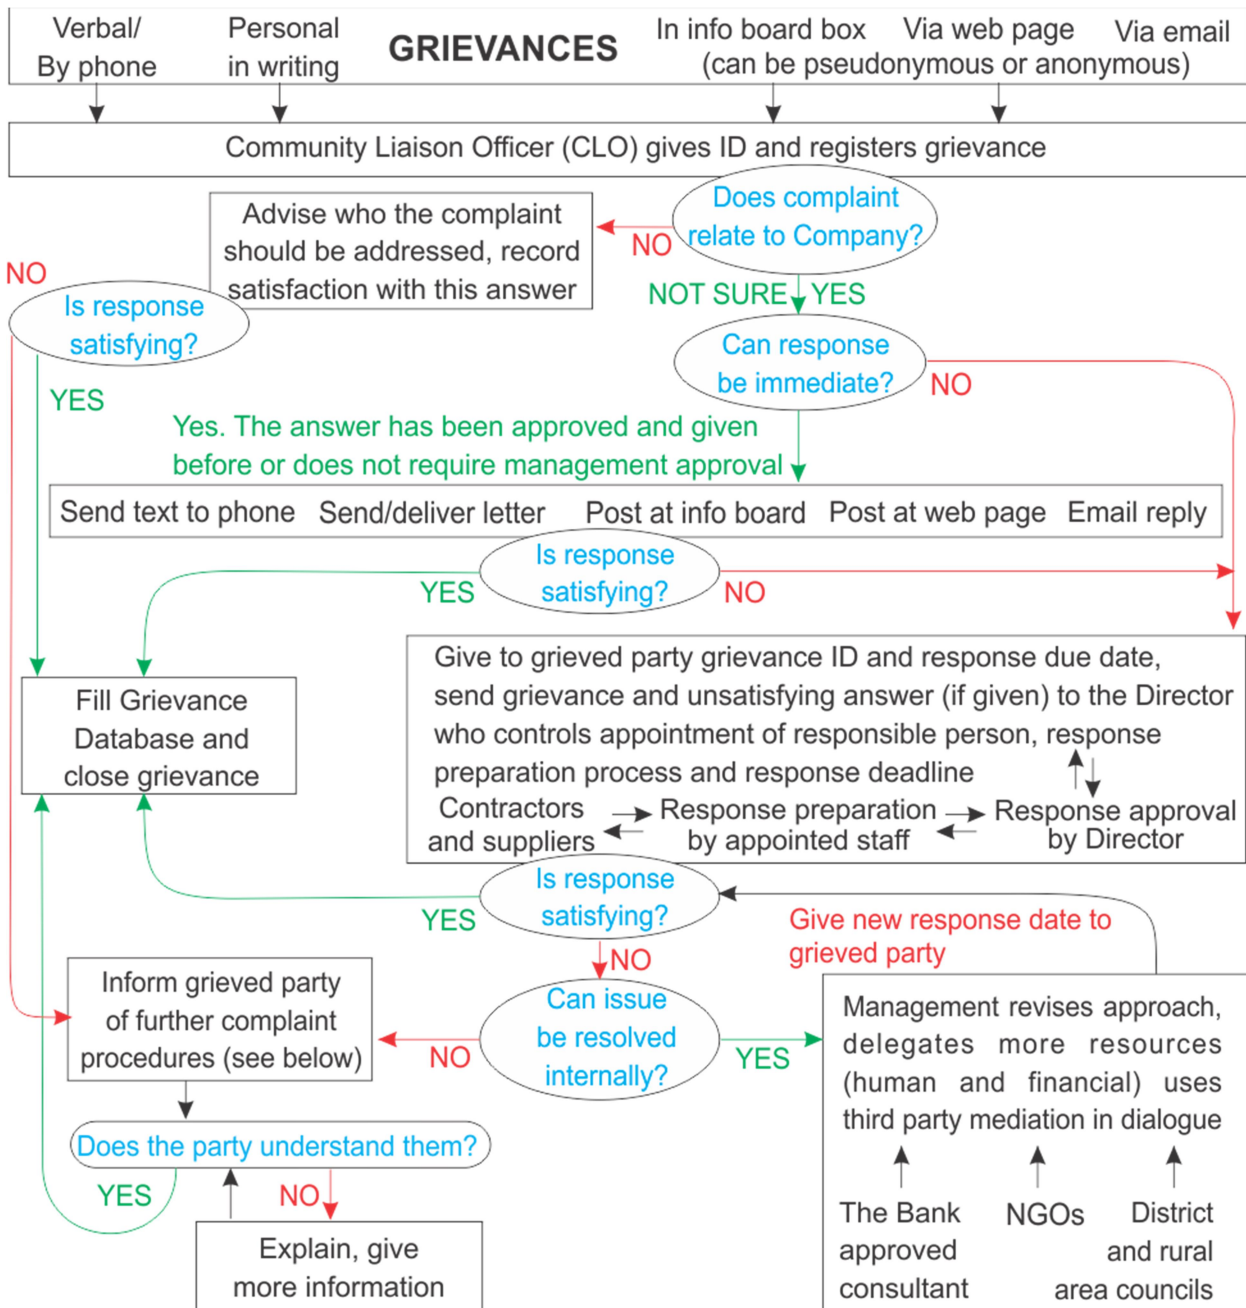 Verbal/
By phone
Personal
in writing
GRIEVANCES
In info board box
Via web page
Via email
(can be pseudonymous or anonymous)
Community Liaison Officer (CLO) gives ID and registers grievance
Does complaint
relate to Company?
NO
Advise who the complaint
should be addressed, record
satisfaction with this answer
NO
Is response
satisfying?
YES
NOT SURE
YES
Can response
be immediate?
NO
Yes. The answer has been approved and given
before or does not require management approval
Send text to phone
Send/deliver letter
Post at info board
Post at web page
Email reply
Is response
satisfying?
YES
NO
Give to grieved party grievance ID and response due date,
send grievance and unsatisfying answer (if given) to the Director
who controls appointment of responsible person, response
preparation process and response deadline
Contractors
and suppliers
Response preparation
by appointed staff
Response approval
by Director
Fill Grievance
Database and
close grievance
Is response
satisfying?
YES
NO
Give new response date to
grieved party
Can issue
be resolved
internally?
NO
YES
Inform grieved party
of further complaint
procedures (see below)
Management revises approach,
delegates more resources
(human and financial) uses
third party mediation in dialogue
Does the party understand them?
YES
NO
Explain, give
more information
The Bank
approved
consultant
NGOs
District
and rural
area councils